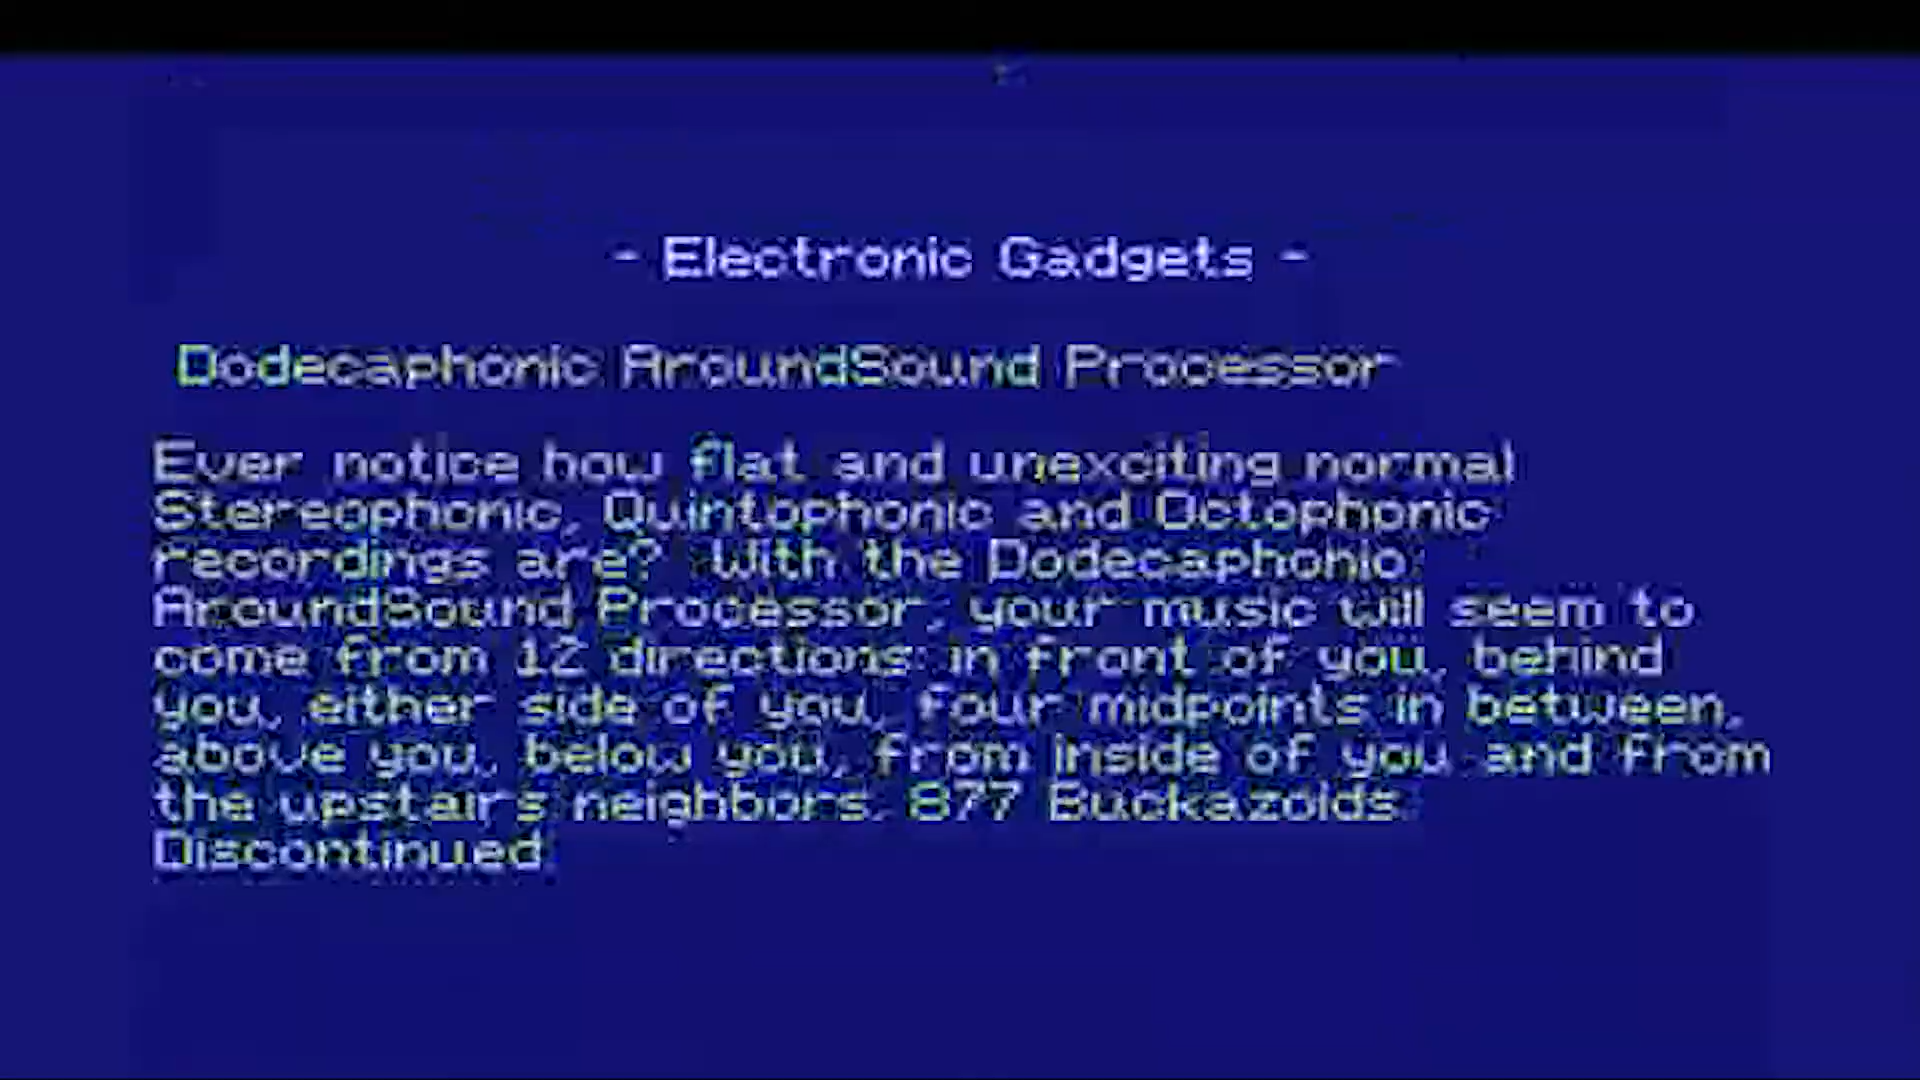 - Electronic Gadgets -
Dodecaphonic AroundSound Processor
Ever notice how flat and unexciting normal
Stereophonic, Quintophonic and Octophonic
recordings are? With the Dodecaphonic
AroundSound Processor, your music will seem to
come from 12 directions: in front of you, behind
you, either side of you, four midpoints in between,
above you, below you, from inside of you and from
the upstairs neighbors. 877 Buckazoids.
Discontinued.